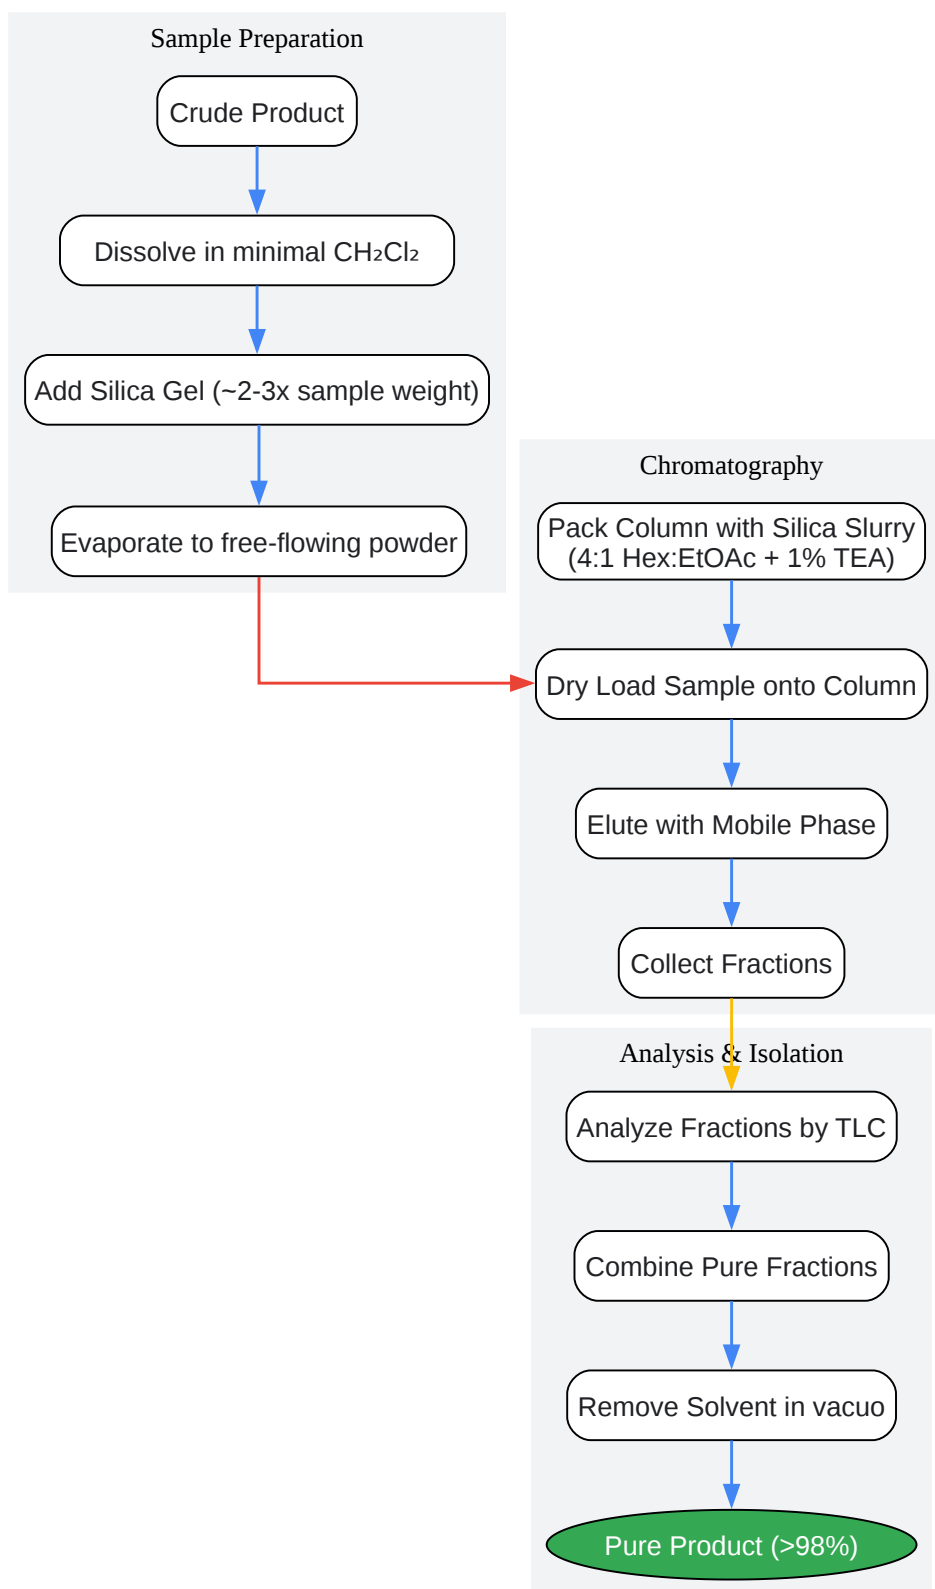 Sample Preparation
Crude Product
Dissolve in minimal CH₂Cl₂
Add Silica Gel (~2-3x sample weight)
Evaporate to free-flowing powder
Chromatography
Pack Column with Silica Slurry
(4:1 Hex:EtOAc + 1% TEA)
Dry Load Sample onto Column
Elute with Mobile Phase
Collect Fractions
Analysis & Isolation
Analyze Fractions by TLC
Combine Pure Fractions
Remove Solvent in vacuo
Pure Product (>98%)